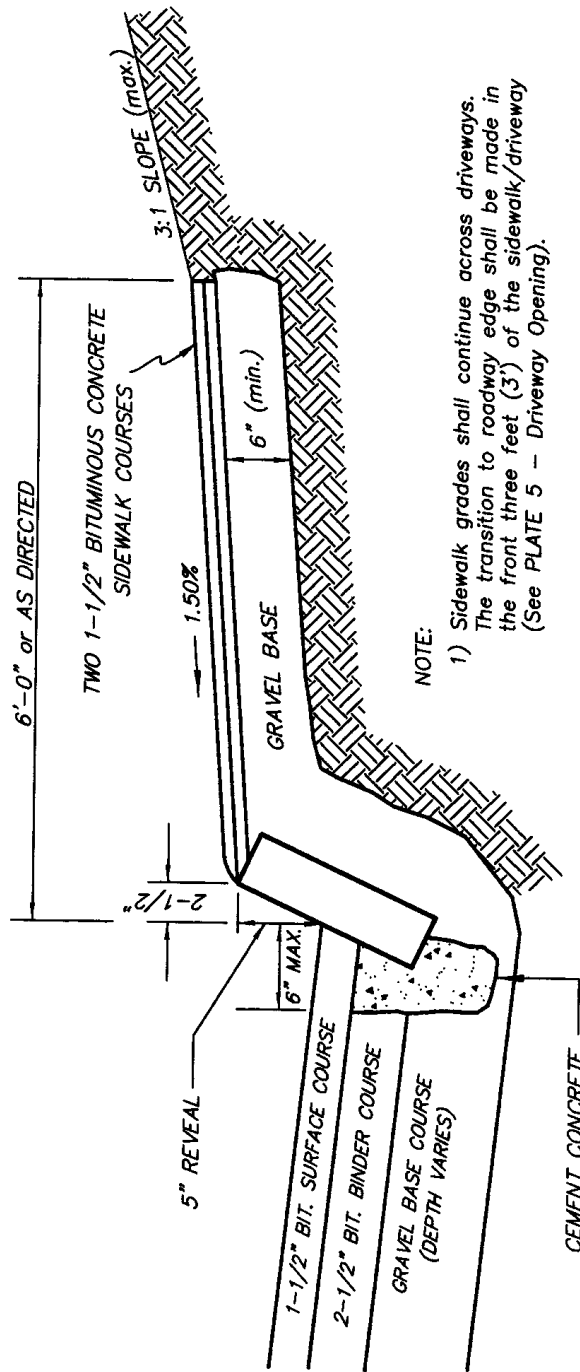 3:1 SLOPE (max.)
6'-0" or AS DIRECTED
TWO 1-1/2" BITUMINOUS CONCRETE
SIDEWALK COURSES
1.50%
6" (min.)
GRAVEL BASE
2-1/2"
5" REVEAL
6" MAX.
1-1/2" BIT. SURFACE COURSE
2-1/2" BIT. BINDER COURSE
GRAVEL BASE COURSE
(DEPTH VARIES)
CEMENT CONCRETE
NOTE:
1) Sidewalk grades shall continue across driveways.
The transition to roadway edge shall be made in
the front three feet (3') of the sidewalk/driveway
(See PLATE 5 – Driveway Opening).